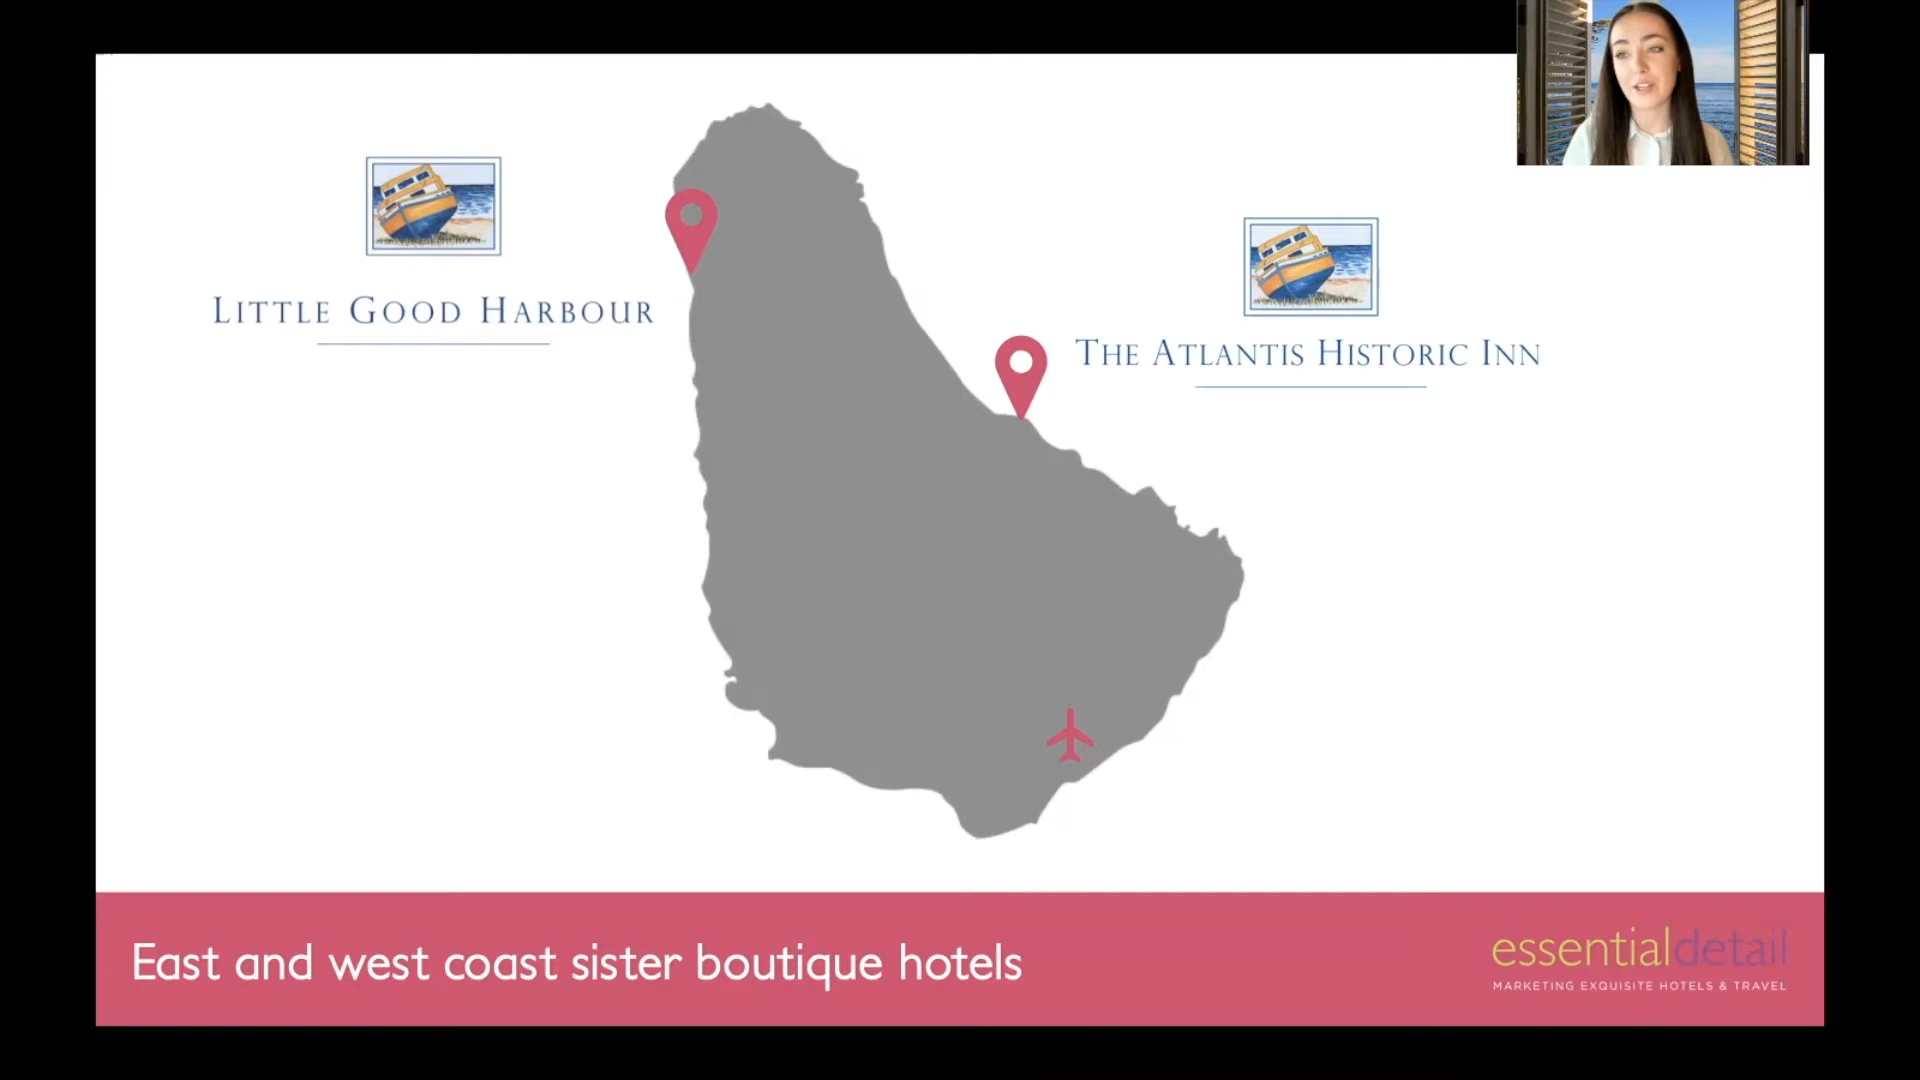 LITTLE GOOD HARBOUR
THE ATLANTIS HISTORIC INN
East and west coast sister boutique hotels
essentialdetail
MARKETING EXQUISITE HOTELS & TRAVEL